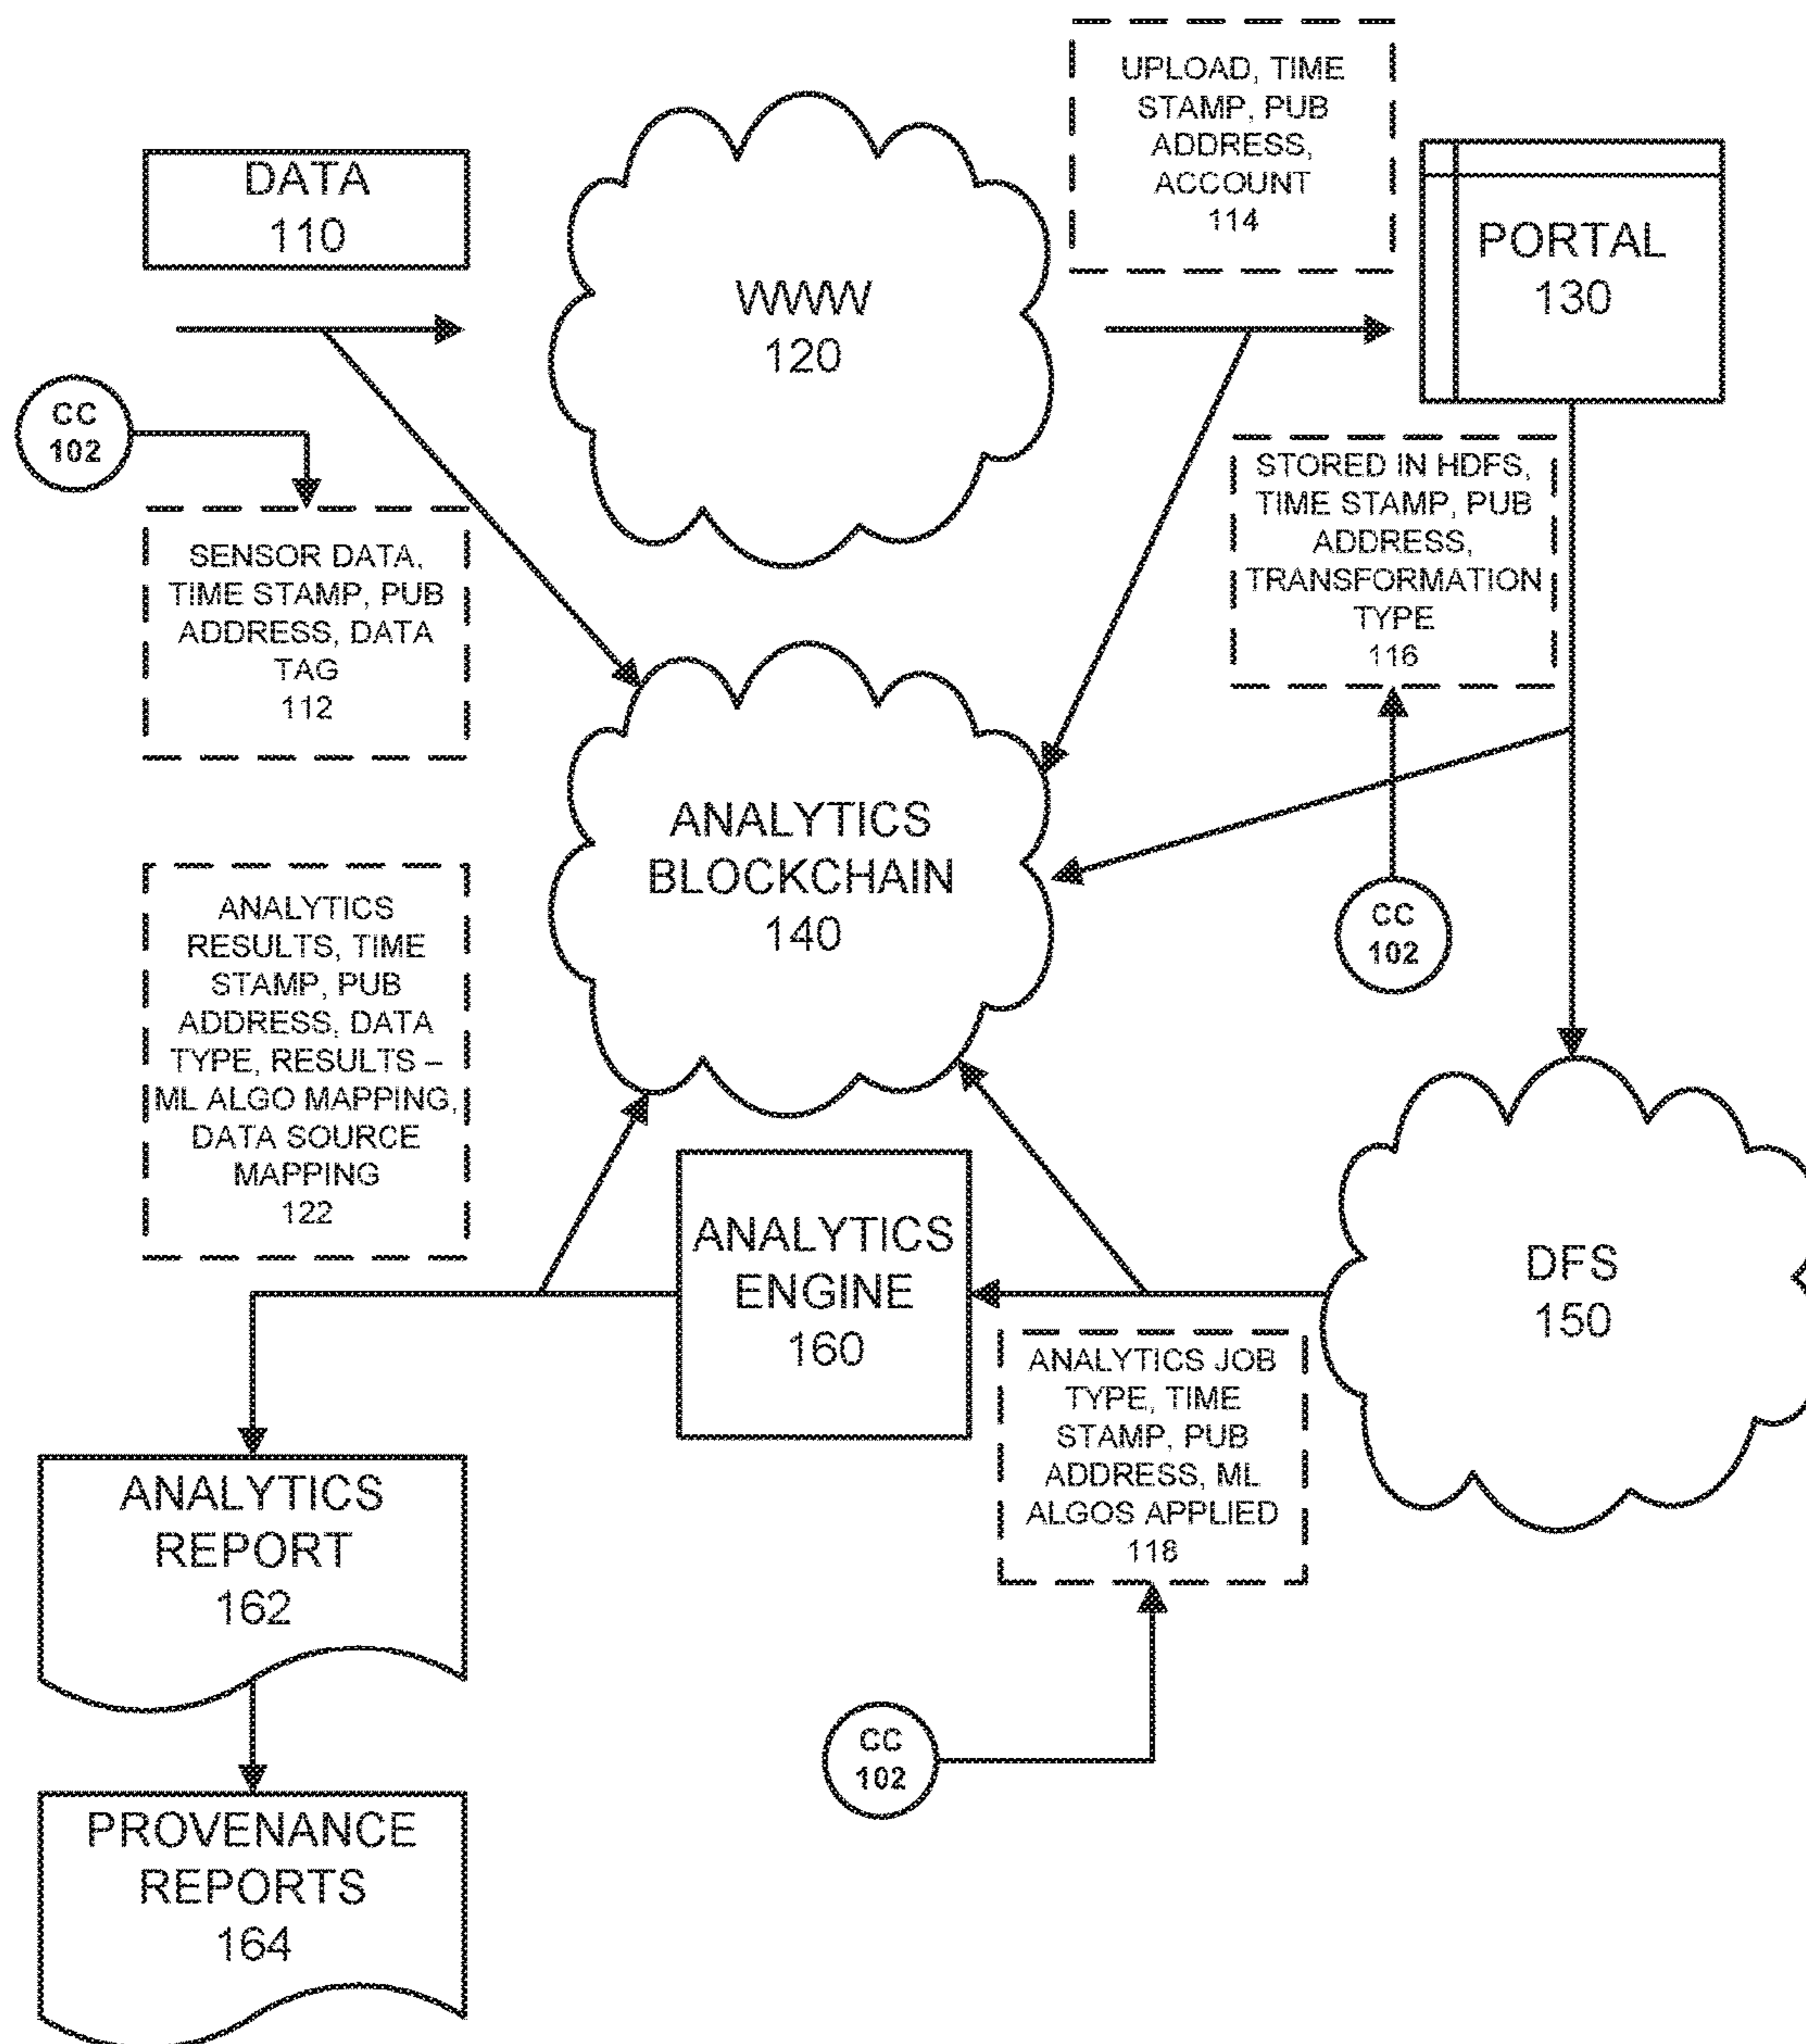 DATA
110
WWW
120
UPLOAD, TIME
STAMP, PUB
ADDRESS,
ACCOUNT
114
PORTAL
130
CC
102
SENSOR DATA,
TIME STAMP, PUB
ADDRESS, DATA
TAG
112
STORED IN HDFS,
TIME STAMP, PUB
ADDRESS,
TRANSFORMATION
TYPE
116
ANALYTICS
BLOCKCHAIN
140
CC
102
ANALYTICS
RESULTS, TIME
STAMP, PUB
ADDRESS, DATA
TYPE, RESULTS –
ML ALGO MAPPING,
DATA SOURCE
MAPPING
122
ANALYTICS
ENGINE
160
DFS
150
ANALYTICS JOB
TYPE, TIME
STAMP, PUB
ADDRESS, ML
ALGOS APPLIED
118
ANALYTICS
REPORT
162
CC
102
PROVENANCE
REPORTS
164